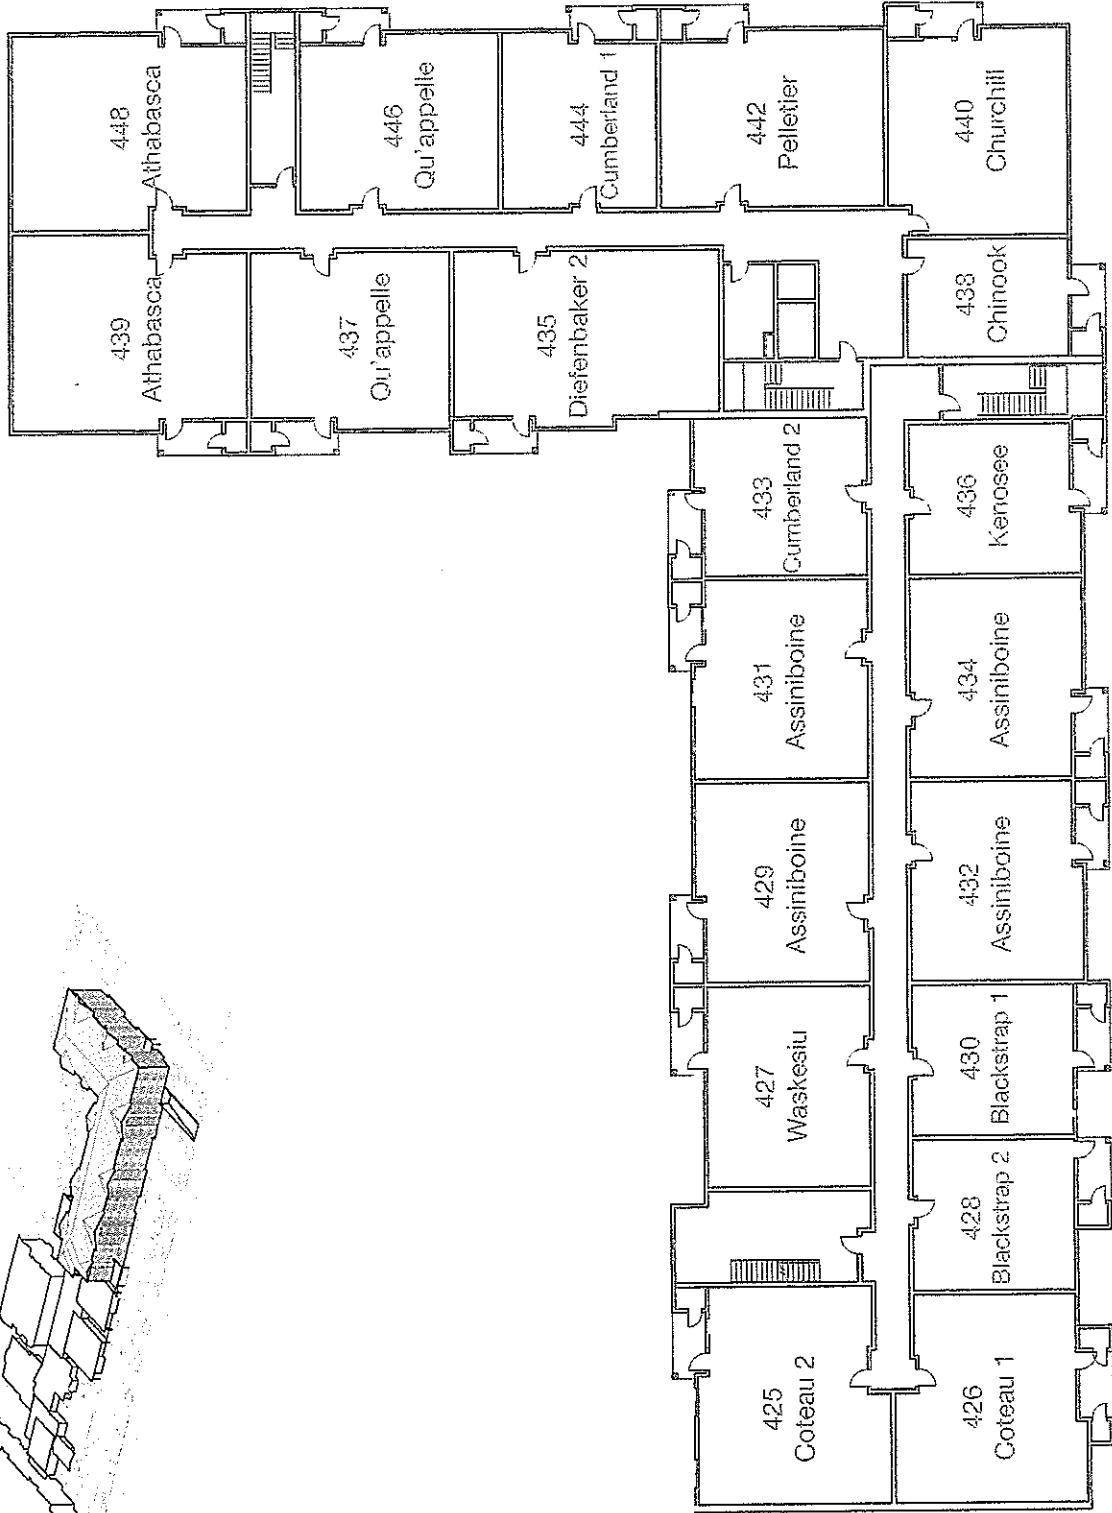 448
Athabasca
446
Qu'appelle
444
Cumberland 1
442
Pelletier
440
Churchill
439
Athabasca
437
Qu'appelle
435
Diefenbaker 2
438
Chinook
433
Cumberland 2
436
Kenosee
431
Assiniboine
434
Assiniboine
429
Assiniboine
432
Assiniboine
427
Waskesiu
430
Blackstrap 1
428
Blackstrap 2
425
Coteau 2
426
Coteau 1